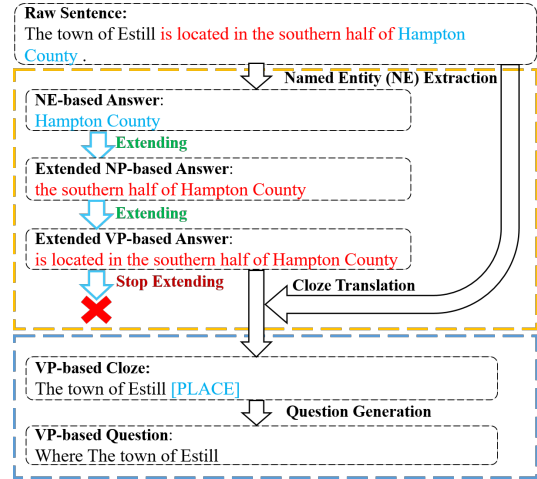 Raw Sentence:
The town of Estill is located in the southern half of Hampton
County .
Named Entity (NE) Extraction
NE-based Answer:
Hampton County
Extending
Extended NP-based Answer:
the southern half of Hampton County
Extending
Extended VP-based Answer:
is located in the southern half of Hampton County
Stop Extending
Cloze Translation
VP-based Cloze:
The town of Estill [PLACE]
Question Generation
VP-based Question:
Where The town of Estill